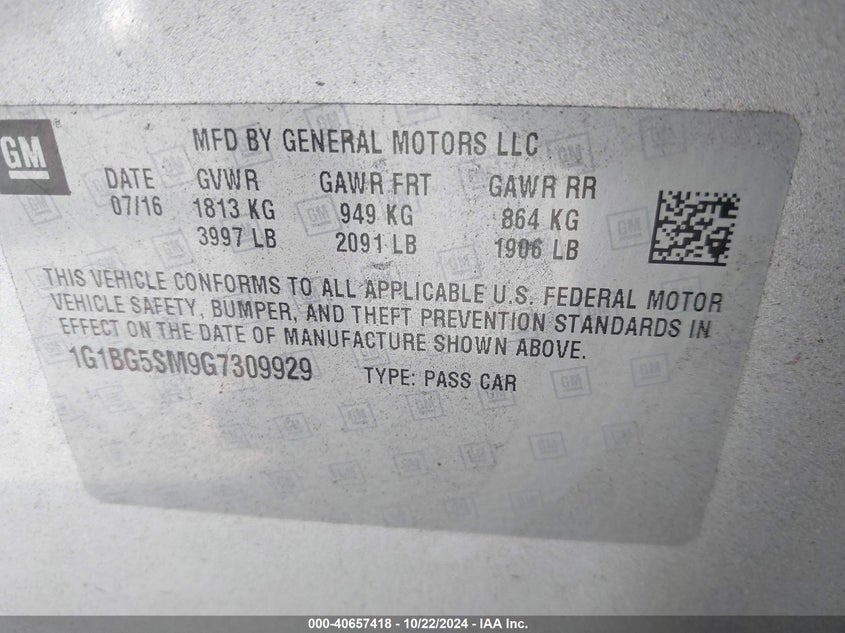 GM
MFD BY GENERAL MOTORS LLC
DATE GVWR GAWR FRT GAWR RR
07/16 1813 KG 949 KG 864 KG
3997 LB 2091 LB 1906 LB
THIS VEHICLE CONFORMS TO ALL APPLICABLE U.S. FEDERAL MOTOR
VEHICLE SAFETY, BUMPER, AND THEFT PREVENTION STANDARDS IN
EFFECT ON THE DATE OF MANUFACTURE SHOWN ABOVE.
1G1BG5SM9G7309929 TYPE: PASS CAR
000-40657418 - 10/22/2024 - IAA Inc.